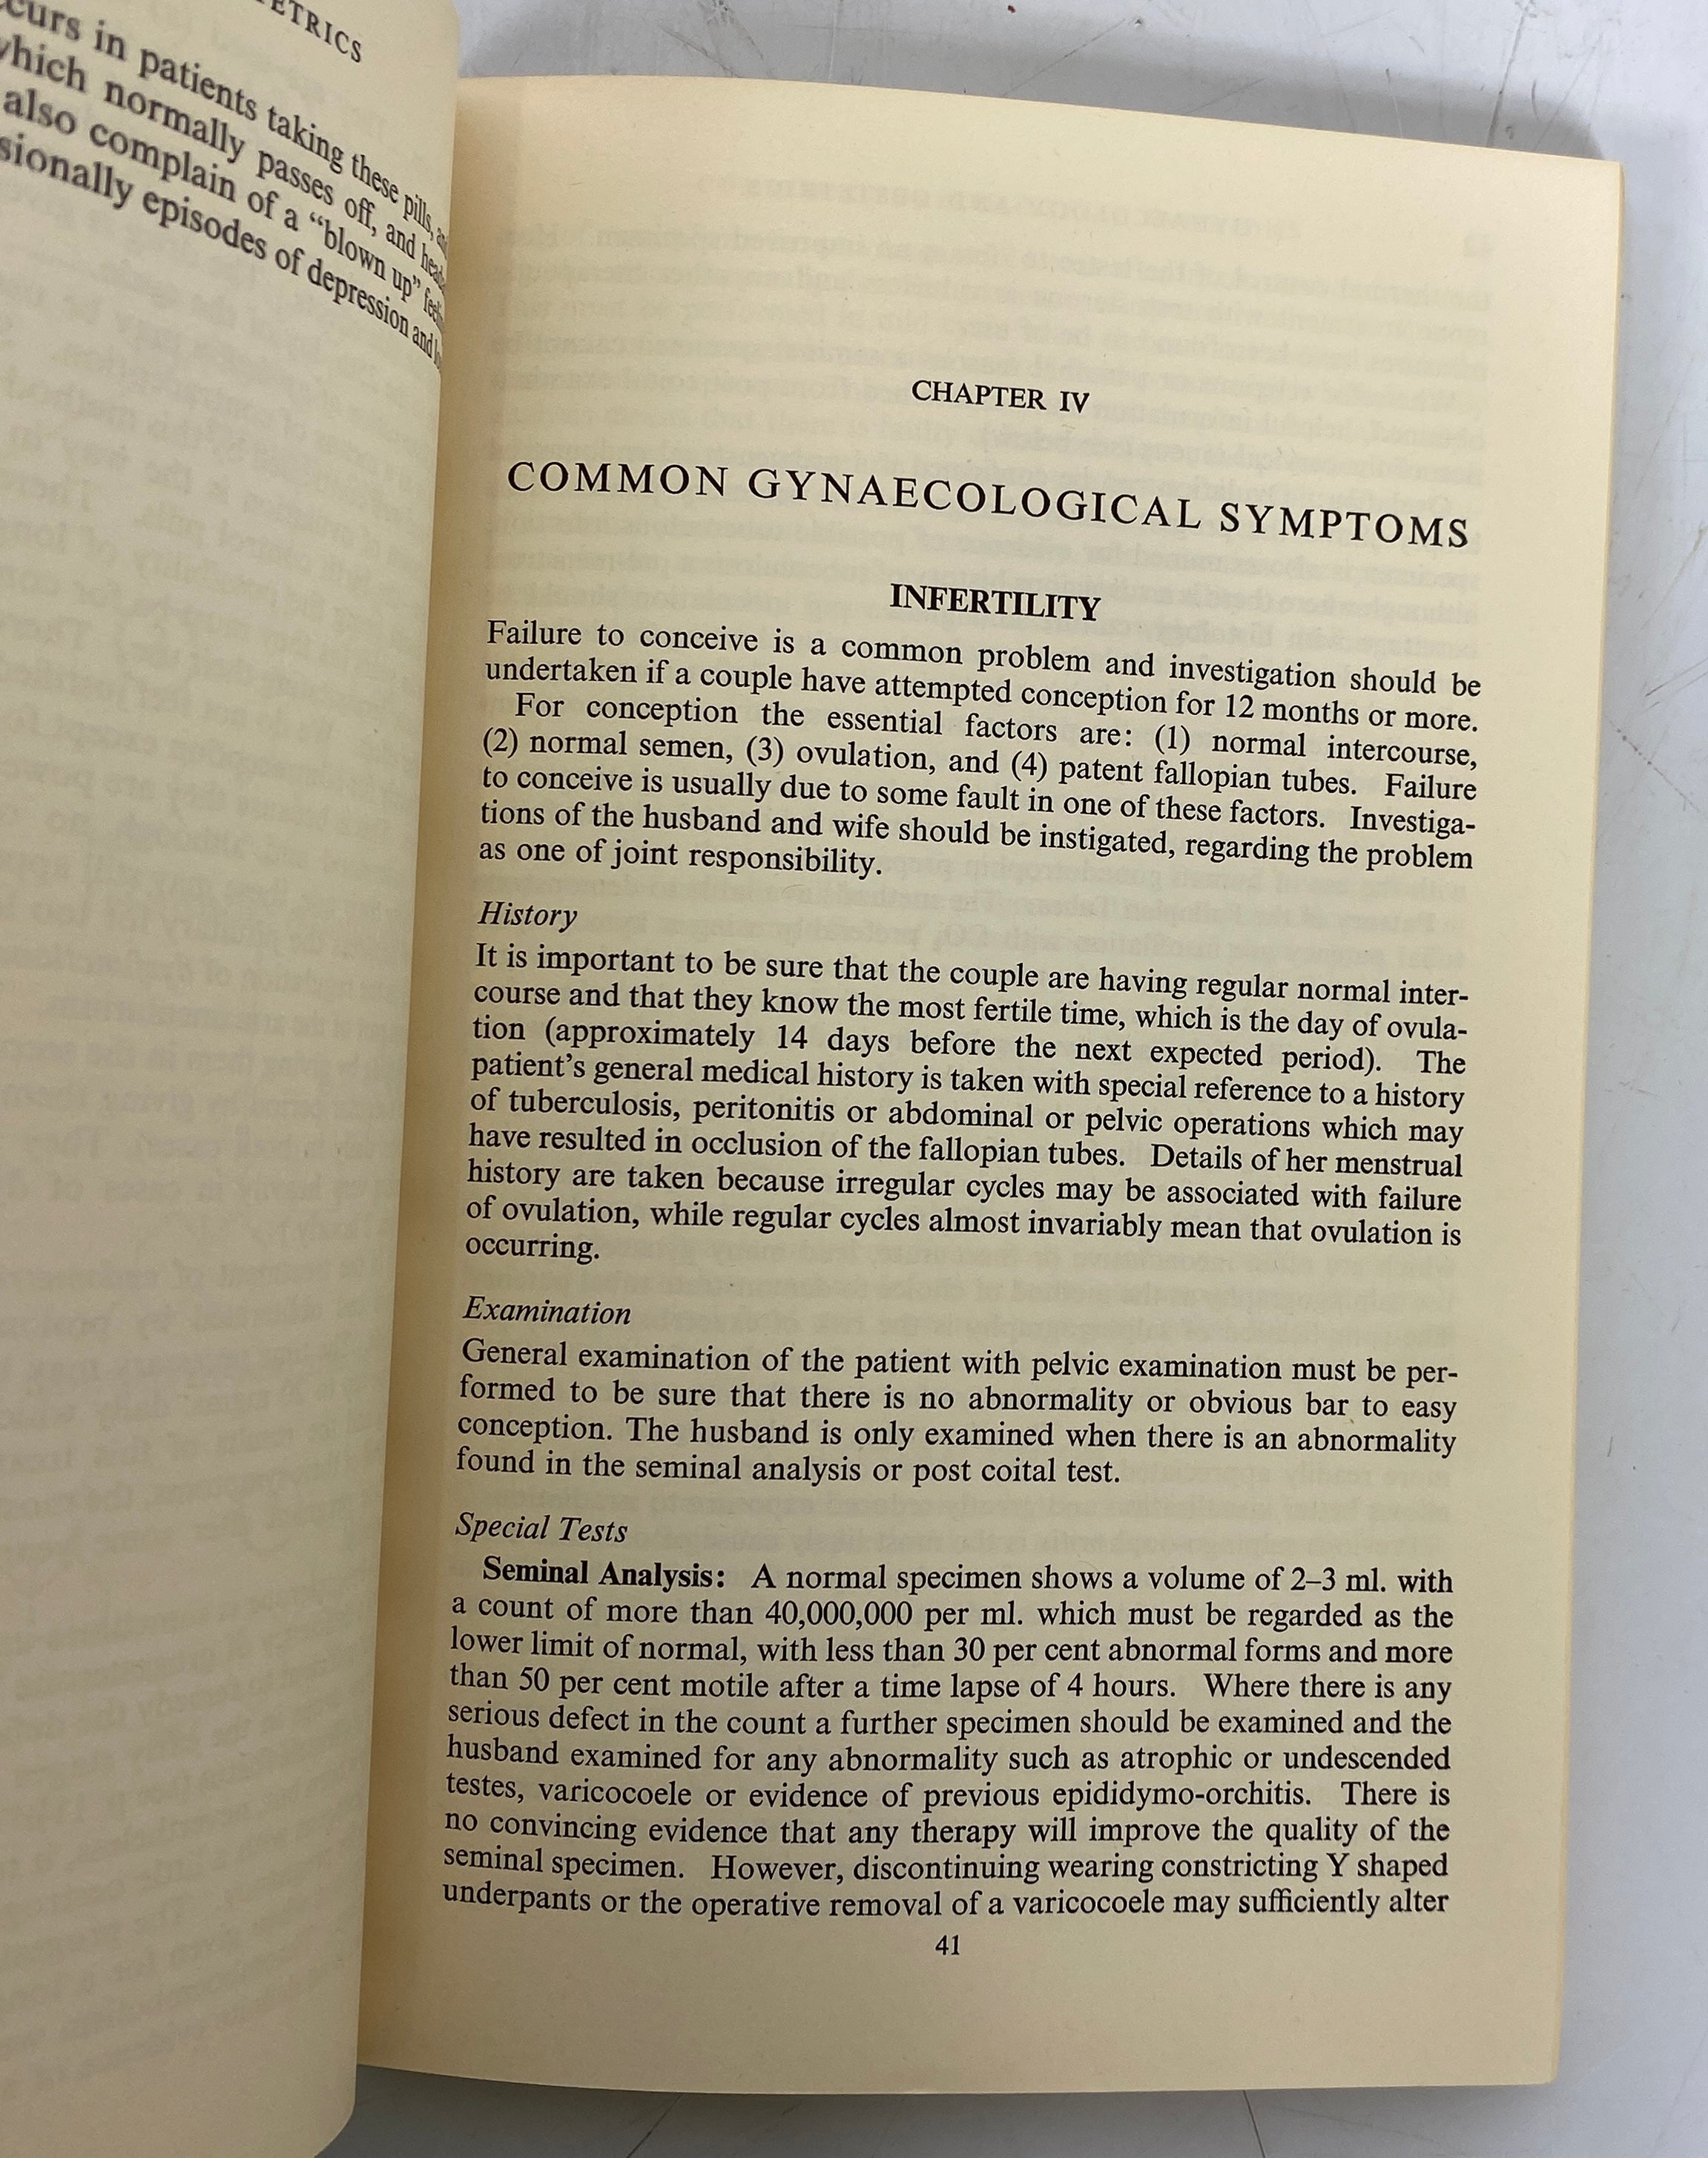 ETRICS
curs in patients taking these pills,
which normally passes off, and
also complain of a “blown up”
sionally episodes of depression and
CHAPTER IV
COMMON GYNAECOLOGICAL SYMPTOMS
INFERTILITY
Failure to conceive is a common problem and investigation should be
undertaken if a couple have attempted conception for 12 months or more.
For conception the essential factors are: (1) normal intercourse,
(2) normal semen, (3) ovulation, and (4) patent fallopian tubes. Failure
to conceive is usually due to some fault in one of these factors. Investiga-
tions of the husband and wife should be instigated, regarding the problem
as one of joint responsibility.
History
It is important to be sure that the couple are having regular normal inter-
course and that they know the most fertile time, which is the day of ovula-
tion (approximately 14 days before the next expected period). The
patient’s general medical history is taken with special reference to a history
of tuberculosis, peritonitis or abdominal or pelvic operations which may
have resulted in occlusion of the fallopian tubes. Details of her menstrual
history are taken because irregular cycles may be associated with failure
of ovulation, while regular cycles almost invariably mean that ovulation is
occurring.
Examination
General examination of the patient with pelvic examination must be per-
formed to be sure that there is no abnormality or obvious bar to easy
conception. The husband is only examined when there is an abnormality
found in the seminal analysis or post coital test.
Special Tests
Seminal Analysis: A normal specimen shows a volume of 2–3 ml. with
a count of more than 40,000,000 per ml. which must be regarded as the
lower limit of normal, with less than 30 per cent abnormal forms and more
than 50 per cent motile after a time lapse of 4 hours. Where there is any
serious defect in the count a further specimen should be examined and the
husband examined for any abnormality such as atrophic or undescended
testes, varicocoele or evidence of previous epididymo-orchitis. There is
no convincing evidence that any therapy will improve the quality of the
seminal specimen. However, discontinuing wearing constricting Y shaped
underpants or the operative removal of a varicocoele may sufficiently alter
41